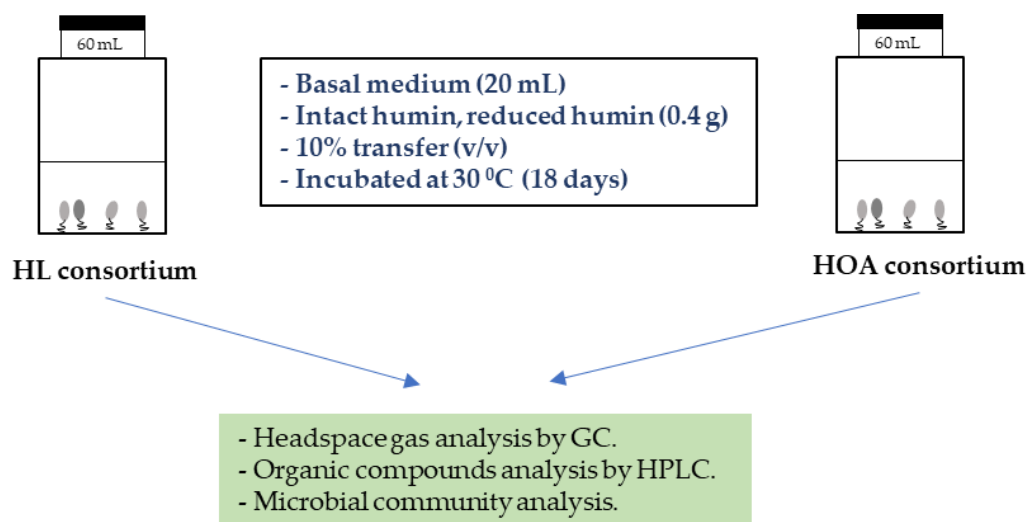 60 mL
60 mL
- Basal medium (20 mL)
- Intact humin, reduced humin (0.4 g)
- 10% transfer (v/v)
- Incubated at 30 ⁰C (18 days)
HL consortium
HOA consortium
- Headspace gas analysis by GC.
- Organic compounds analysis by HPLC.
- Microbial community analysis.